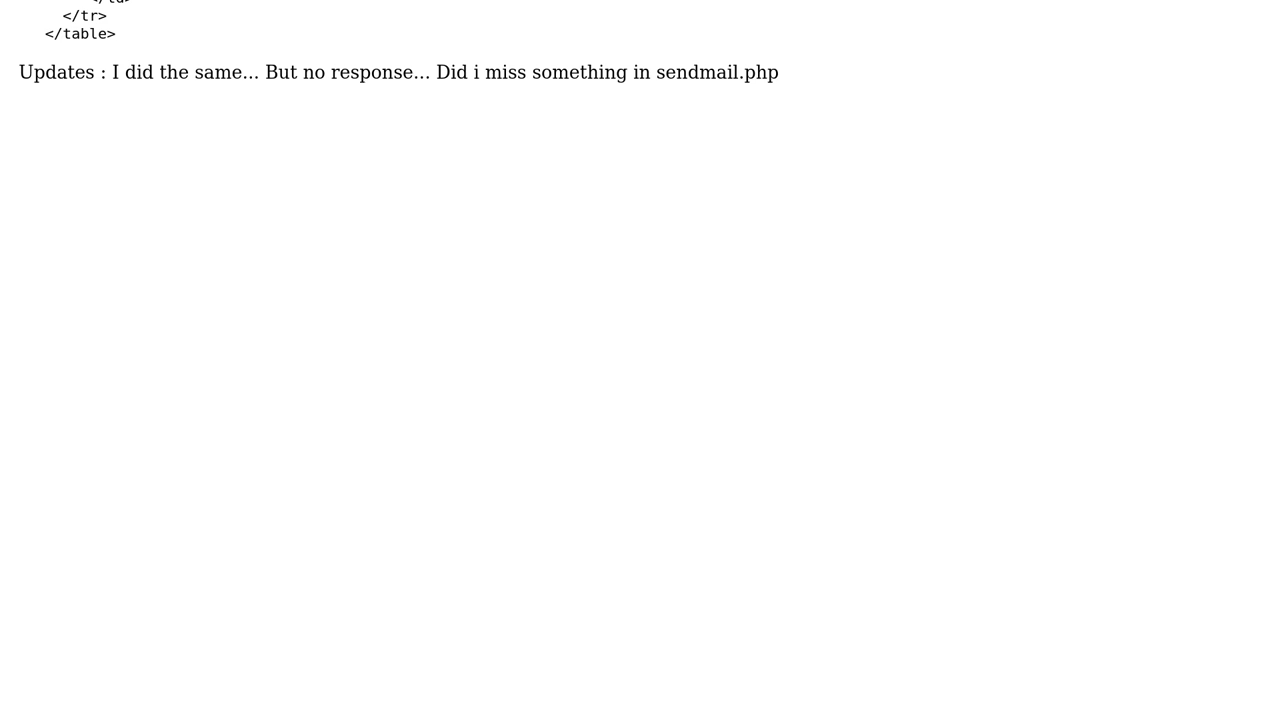 </tr>
</table>
Updates : I did the same... But no response... Did i miss something in sendmail.php